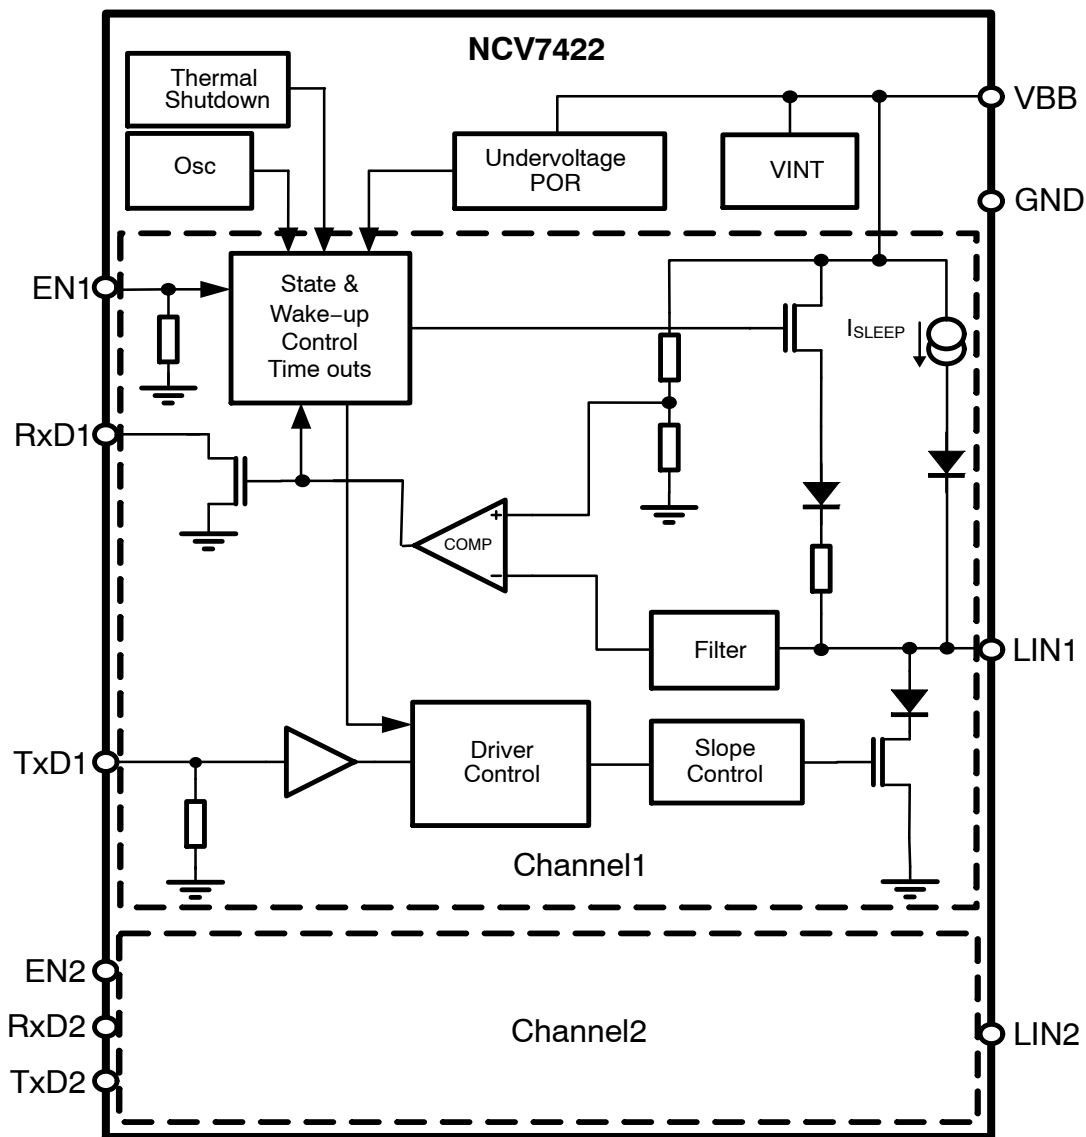 NCV7422
Thermal
Shutdown
VBB
Osc
Undervoltage
POR
VINT
GND
EN1
State &
Wake−up
Control
Time outs
ISLEEP
RxD1
+
COMP
−
Filter
LIN1
TxD1
Driver
Control
Slope
Control
Channel1
EN2
RxD2
Channel2
LIN2
TxD2